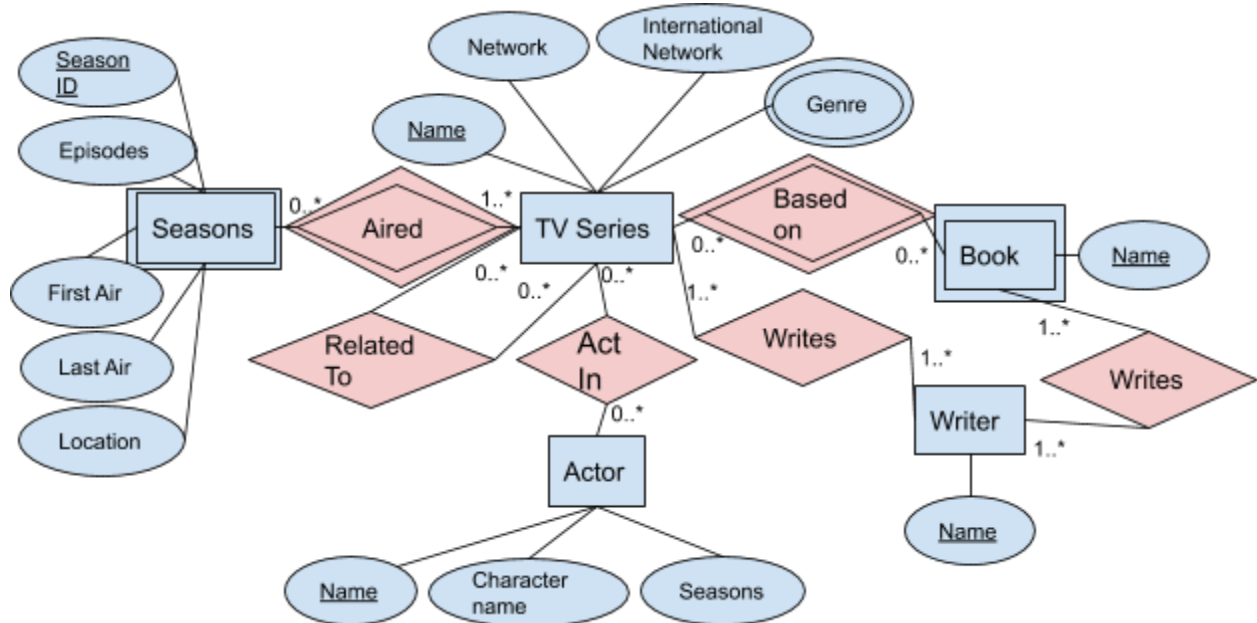 International
Network
Network
Season
ID
Genre
Name
Episodes
Based
on
0..*
1..*
Seasons
Aired
TV Series
0..*
0..*
Book
Name
0..*
0..*
0..*
First Air
1..*
1..*
Related
To
Act
In
Writes
1..*
Last Air
Writes
0..*
Writer
Location
1..*
Actor
Name
Name
Character
name
Seasons